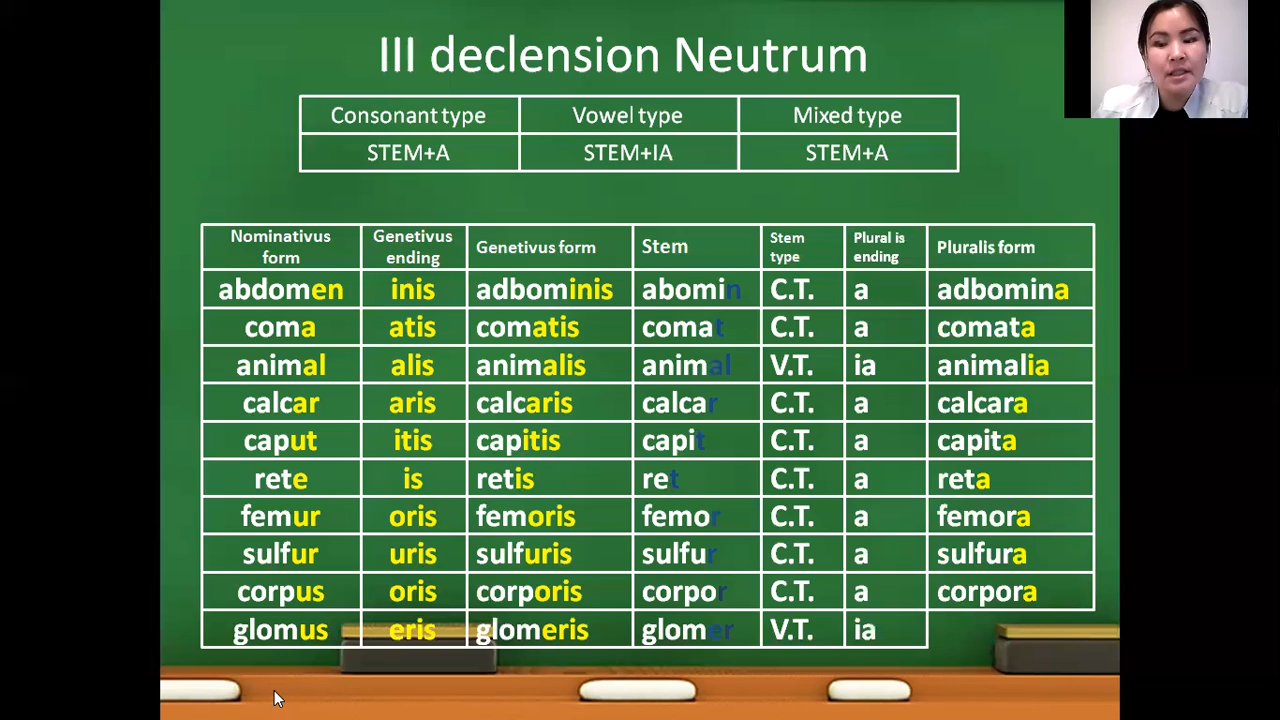 III declension Neutrum
Consonant type Vowel type Mixed type
STEM+A STEM+IA STEM+A
Nominativus form Genetivus ending Genetivus form Stem Stem type Plural is ending Pluralis form
abdomen inis adbominis abomin C.T. a adbomina
coma atis comatis comat C.T. a comata
animal alis animalis animal V.T. ia animalia
calcar aris calcaris calcar C.T. a calcara
caput itis capitis capit C.T. a capita
rete is retis ret C.T. a reta
femur oris femoris femor C.T. a femora
sulfur uris sulfuris sulfur C.T. a sulfura
corpus oris corporis corpor C.T. a corpora
glomus eris glomeris glomer V.T. ia